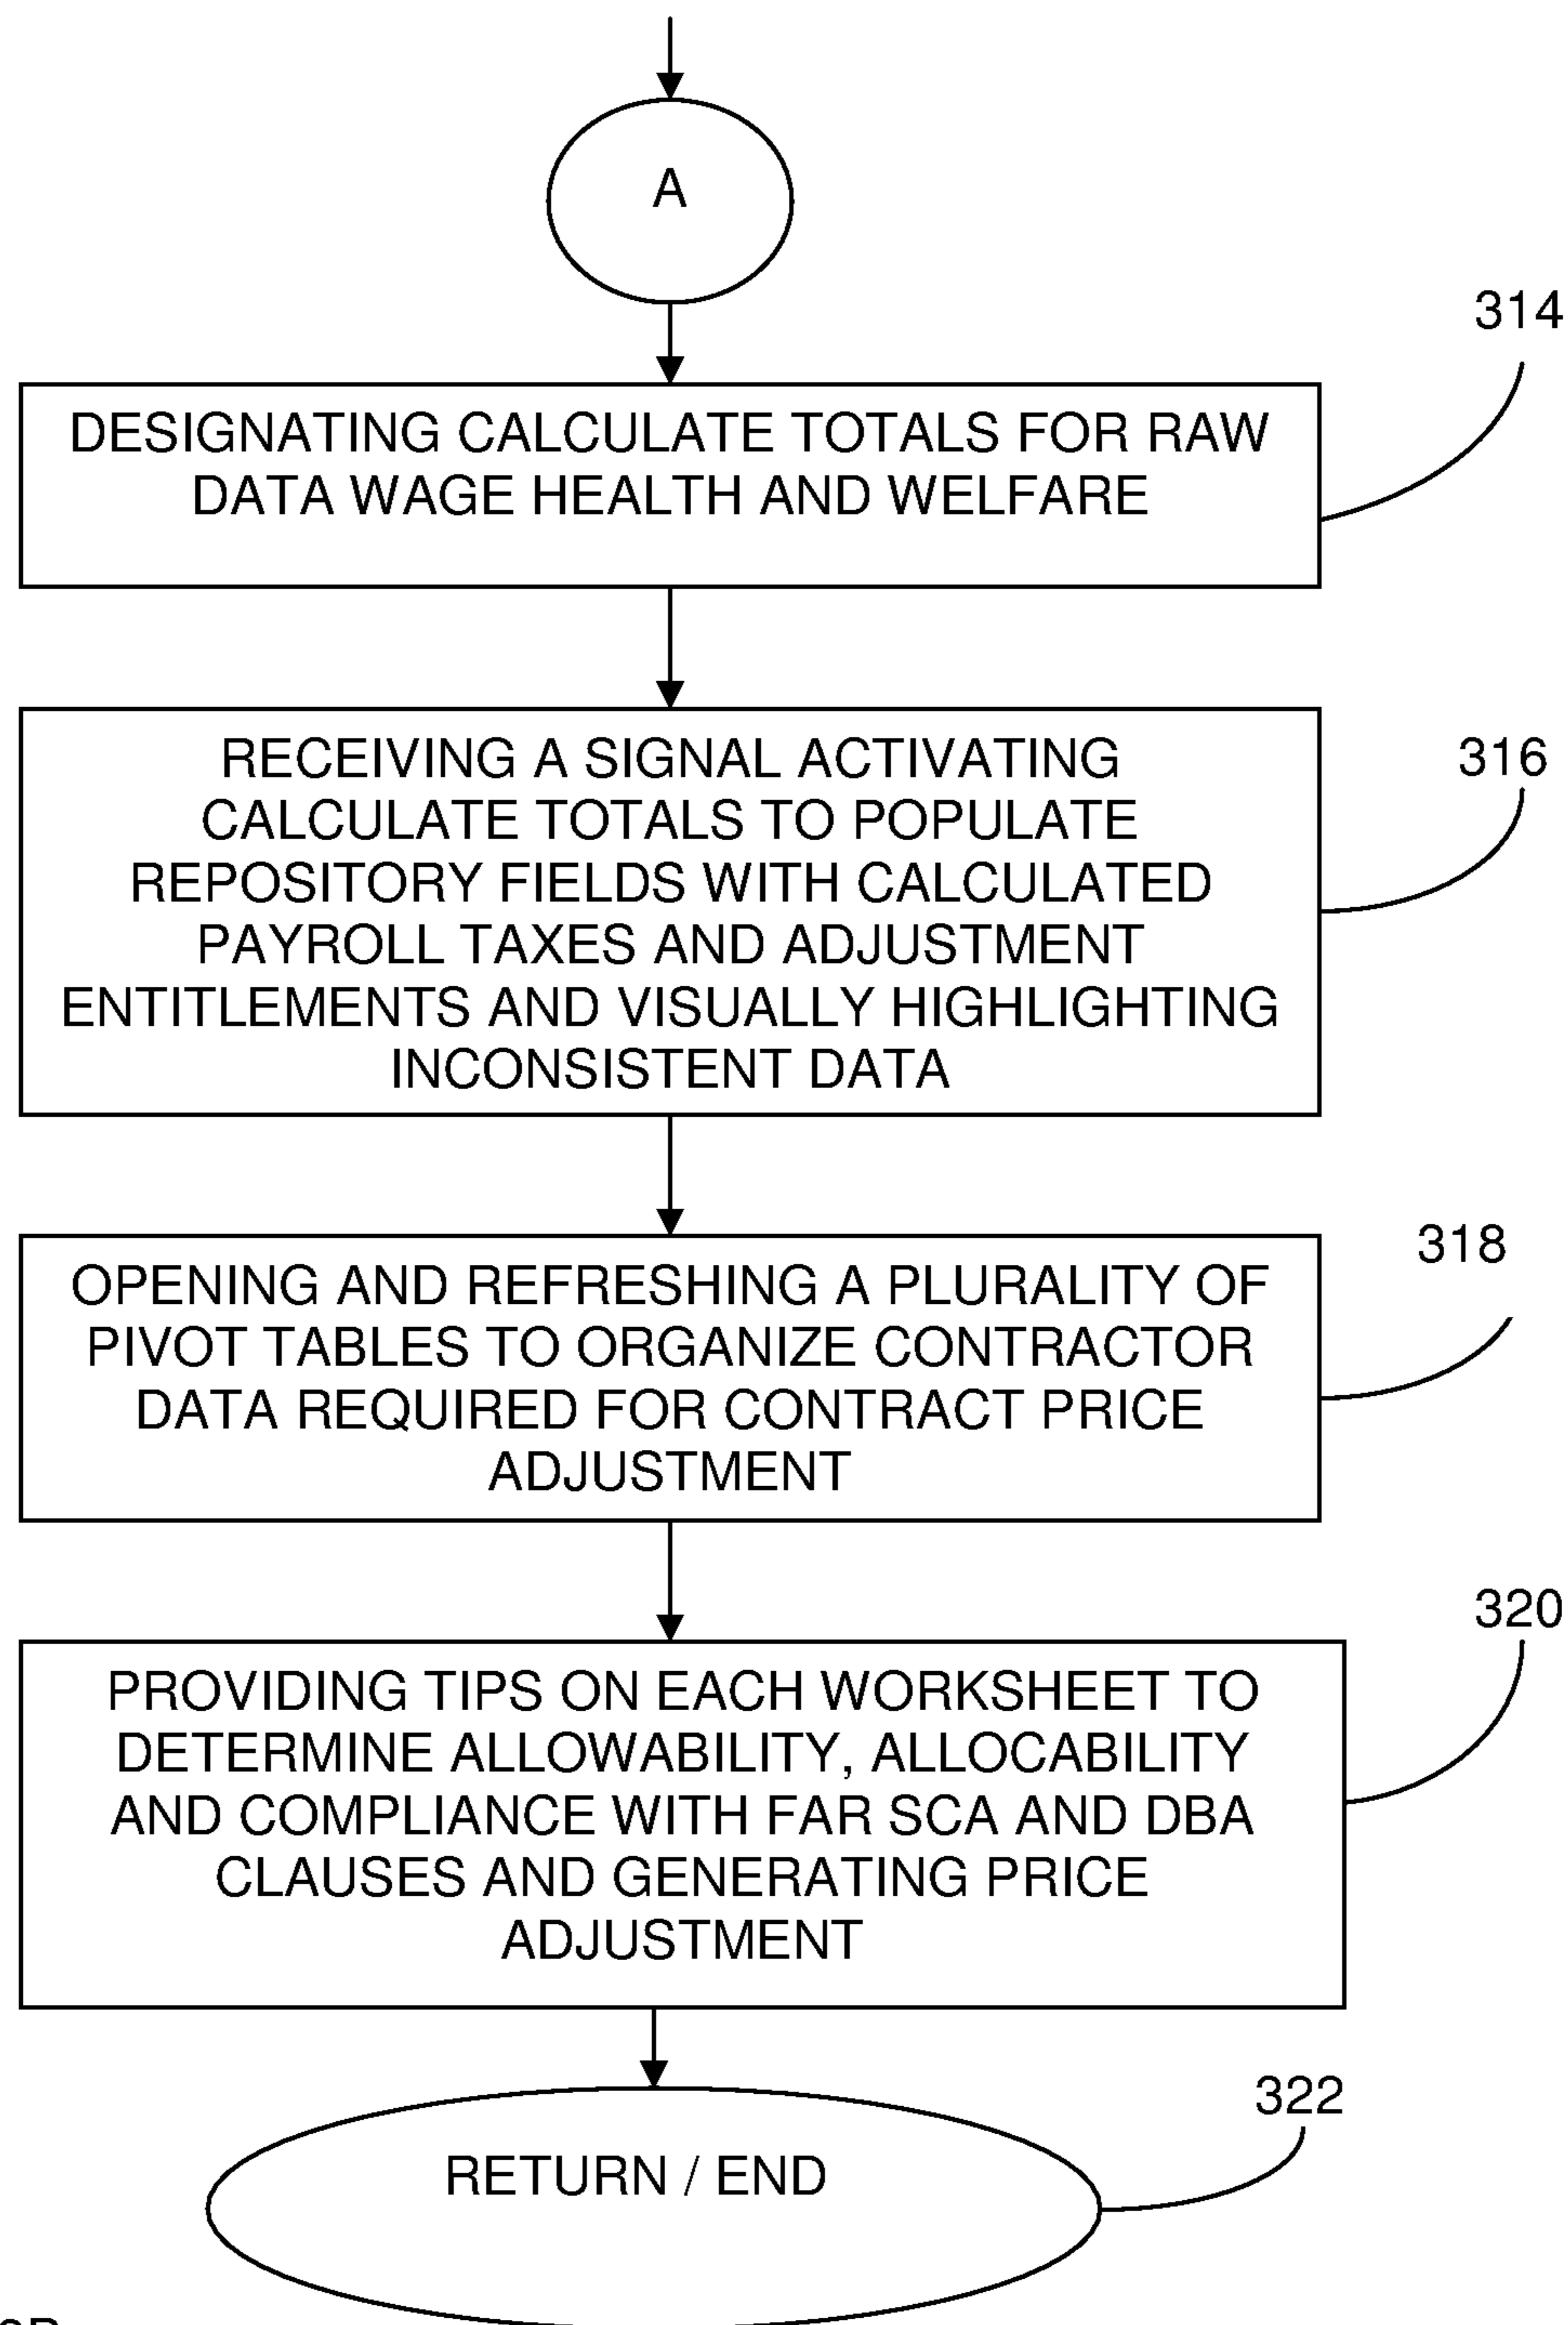 A
314
DESIGNATING CALCULATE TOTALS FOR RAW
DATA WAGE HEALTH AND WELFARE
316
RECEIVING A SIGNAL ACTIVATING
CALCULATE TOTALS TO POPULATE
REPOSITORY FIELDS WITH CALCULATED
PAYROLL TAXES AND ADJUSTMENT
ENTITLEMENTS AND VISUALLY HIGHLIGHTING
INCONSISTENT DATA
318
OPENING AND REFRESHING A PLURALITY OF
PIVOT TABLES TO ORGANIZE CONTRACTOR
DATA REQUIRED FOR CONTRACT PRICE
ADJUSTMENT
320
PROVIDING TIPS ON EACH WORKSHEET TO
DETERMINE ALLOWABILITY, ALLOCABILITY
AND COMPLIANCE WITH FAR SCA AND DBA
CLAUSES AND GENERATING PRICE
ADJUSTMENT
322
RETURN / END